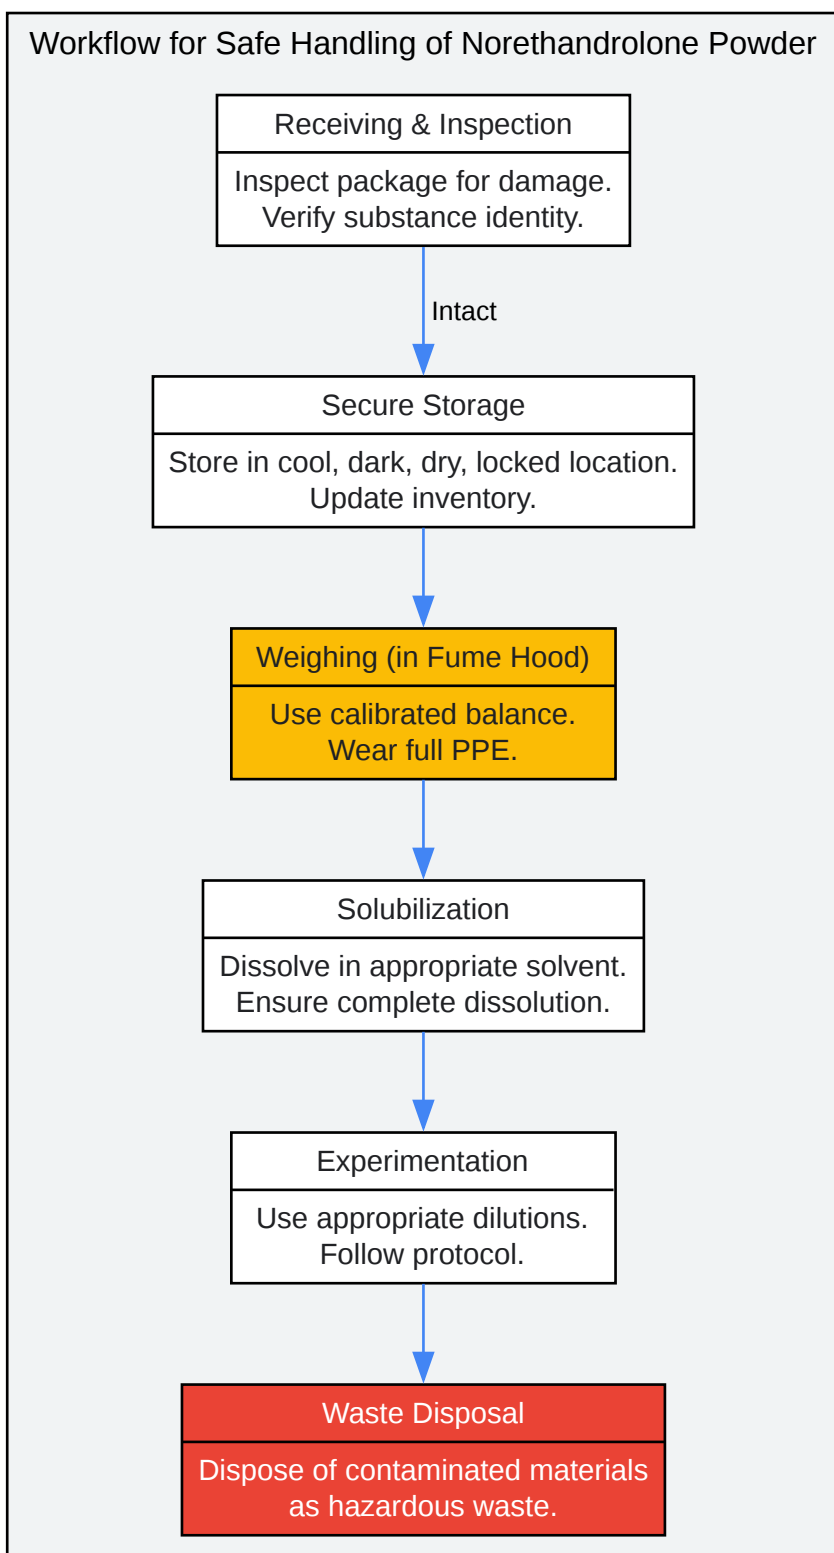 Workflow for Safe Handling of Norethandrolone Powder
Receiving & Inspection
Inspect package for damage.
Verify substance identity.
Intact
Secure Storage
Store in cool, dark, dry, locked location.
Update inventory.
Weighing (in Fume Hood)
Use calibrated balance.
Wear full PPE.
Solubilization
Dissolve in appropriate solvent.
Ensure complete dissolution.
Experimentation
Use appropriate dilutions.
Follow protocol.
Waste Disposal
Dispose of contaminated materials
as hazardous waste.